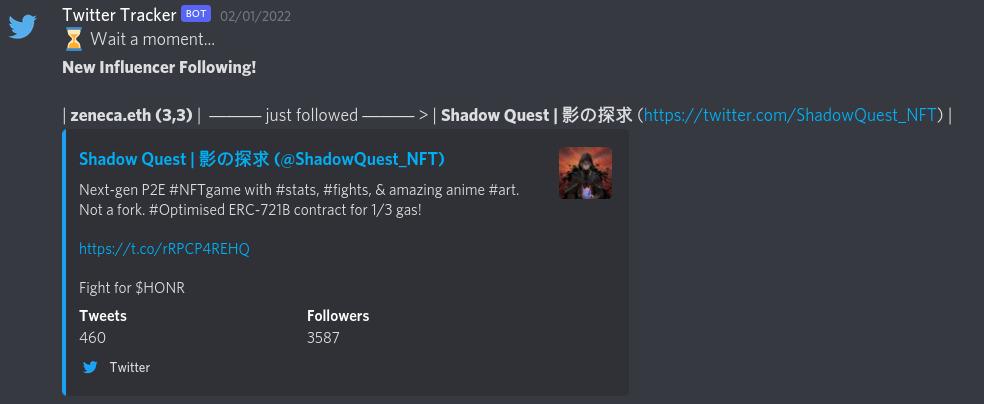 Twitter Tracker BOT 02/01/2022
⏳ Wait a moment...
New Influencer Following!
| zeneca.eth (3,3) | ——— just followed ——— > | Shadow Quest | 影の探求 (https://twitter.com/ShadowQuest_NFT) |
Shadow Quest | 影の探求 (@ShadowQuest_NFT)
Next-gen P2E #NFTgame with #stats, #fights, & amazing anime #art.
Not a fork. #Optimised ERC-721B contract for 1/3 gas!
https://t.co/rRPCP4REHQ
Fight for $HONR
Tweets Followers
460 3587
Twitter